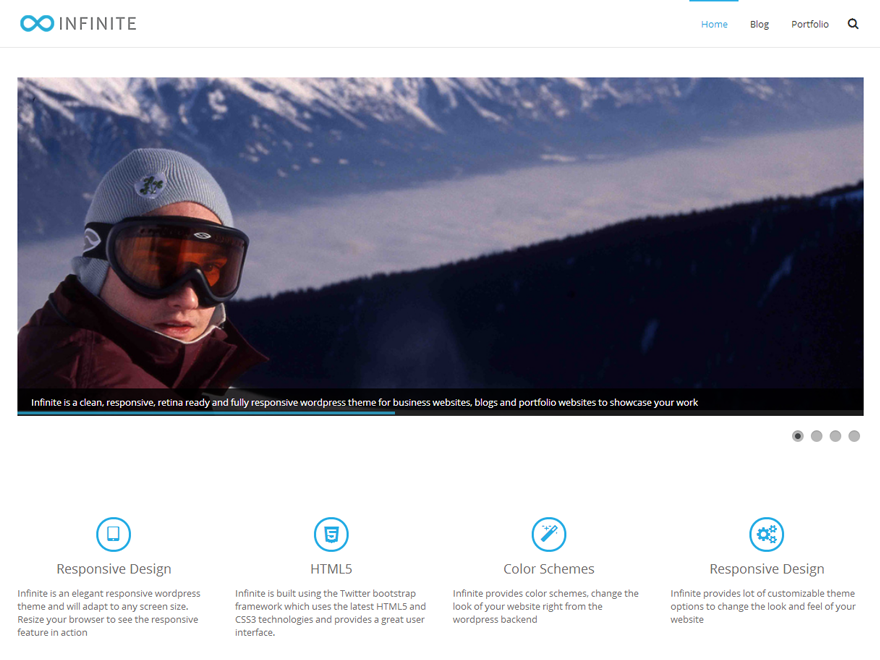 INFINITE
Home Blog Portfolio
Infinite is a clean, responsive, retina ready and fully responsive wordpress theme for business websites, blogs and portfolio websites to showcase your work
Responsive Design
Infinite is an elegant responsive wordpress
theme and will adapt to any screen size.
Resize your browser to see the responsive
feature in action
HTML5
Infinite is built using the Twitter bootstrap
framework which uses the latest HTML5 and
CSS3 technologies and provides a great user
interface.
Color Schemes
Infinite provides color schemes, change the
look of your website right from the
wordpress backend
Responsive Design
Infinite provides lot of customizable theme
options to change the look and feel of your
website